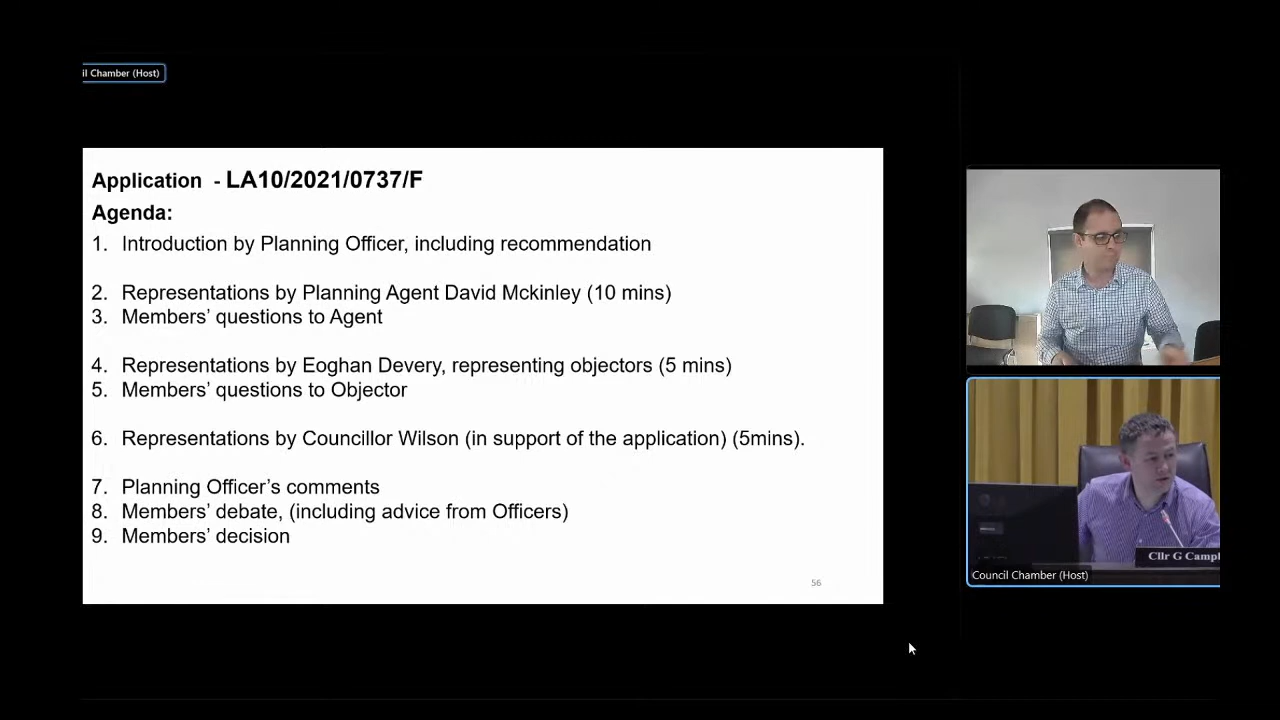 il Chamber (Host)
Application - LA10/2021/0737/F
Agenda:
1. Introduction by Planning Officer, including recommendation
2. Representations by Planning Agent David Mckinley (10 mins)
3. Members' questions to Agent
4. Representations by Eoghan Devery, representing objectors (5 mins)
5. Members' questions to Objector
6. Representations by Councillor Wilson (in support of the application) (5mins).
7. Planning Officer's comments
8. Members' debate, (including advice from Officers)
9. Members' decision
56
Cllr G Campl
Council Chamber (Host)